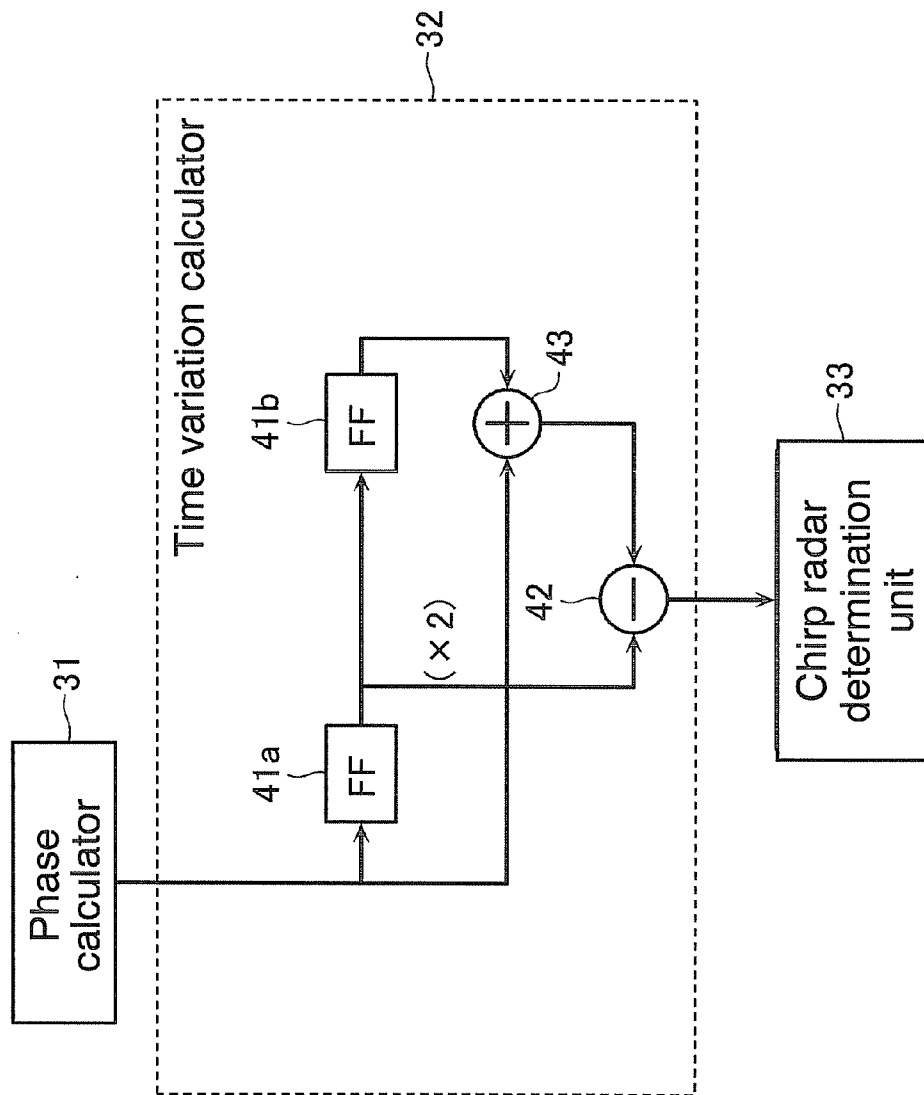 Phase
calculator
31
Time variation calculator
32
41a
FF
41b
FF
(×2)
43
+
42
−
33
Chirp radar
determination
unit